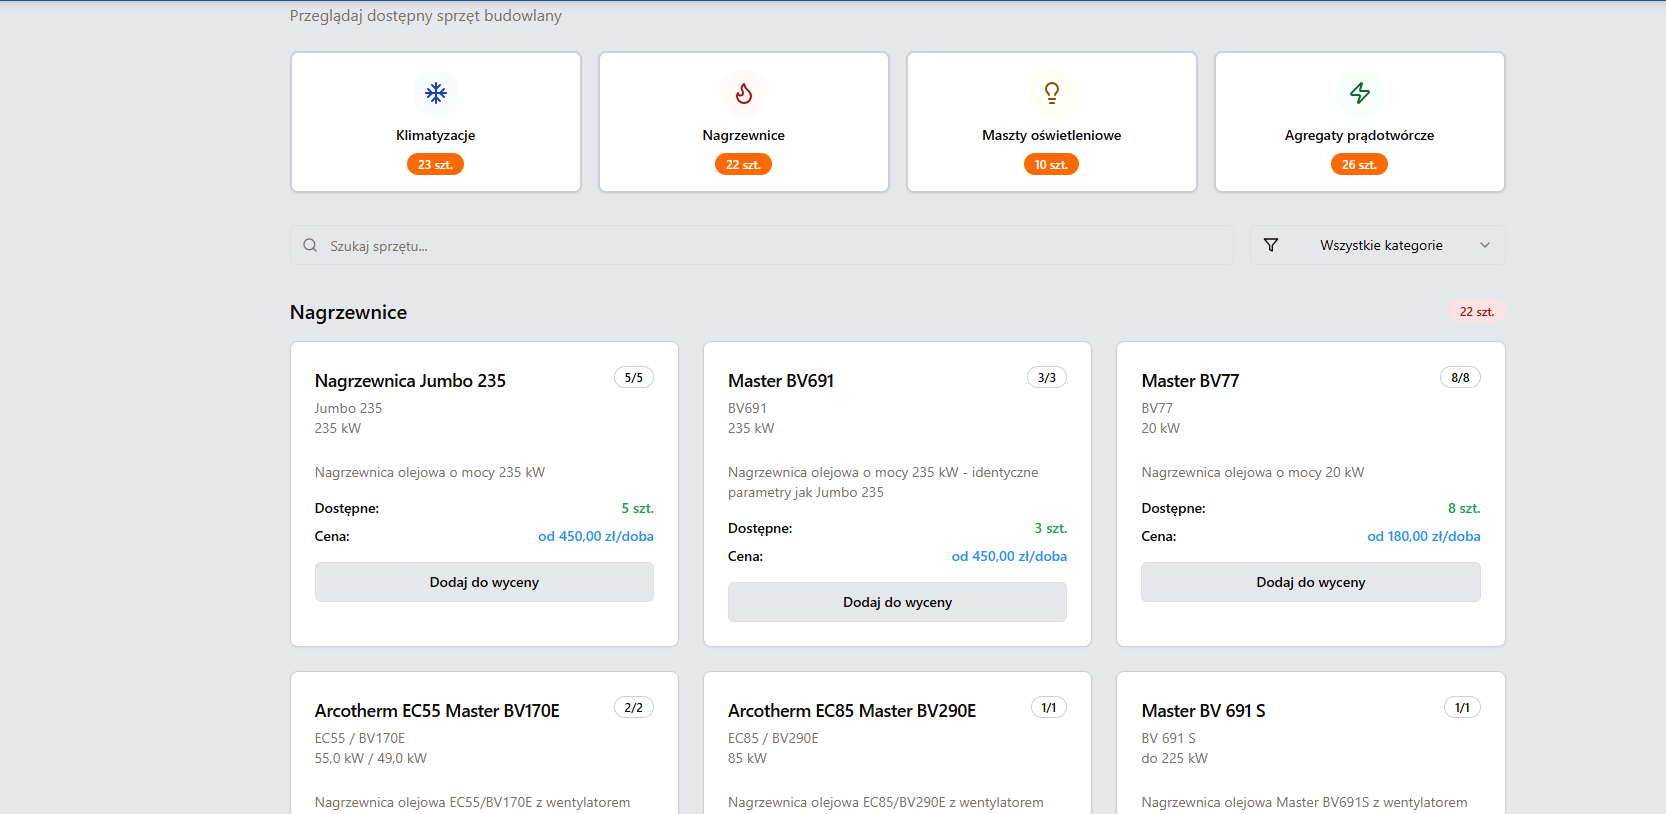 Przeglądaj dostępny sprzęt budowlany
Klimatyzacje
23 szt.
Nagrzewnice
22 szt.
Maszty oświetleniowe
10 szt.
Agregaty prądotwórcze
26 szt.
Szukaj sprzętu...
Wszystkie kategorie
Nagrzewnice
22 szt.
Nagrzewnica Jumbo 235
5/5
Jumbo 235
235 kW
Nagrzewnica olejowa o mocy 235 kW
Dostępne:
5 szt.
Cena:
od 450,00 zł/doba
Dodaj do wyceny
Master BV691
3/3
BV691
235 kW
Nagrzewnica olejowa o mocy 235 kW - identyczne
parametry jak Jumbo 235
Dostępne:
3 szt.
Cena:
od 450,00 zł/doba
Dodaj do wyceny
Master BV77
8/8
BV77
20 kW
Nagrzewnica olejowa o mocy 20 kW
Dostępne:
8 szt.
Cena:
od 180,00 zł/doba
Dodaj do wyceny
Arcotherm EC55 Master BV170E
2/2
EC55 / BV170E
55,0 kW / 49,0 kW
Nagrzewnica olejowa EC55/BV170E z wentylatorem
Arcotherm EC85 Master BV290E
1/1
EC85 / BV290E
85 kW
Nagrzewnica olejowa EC85/BV290E z wentylatorem
Master BV 691 S
1/1
BV 691 S
do 225 kW
Nagrzewnica olejowa Master BV691S z wentylatorem